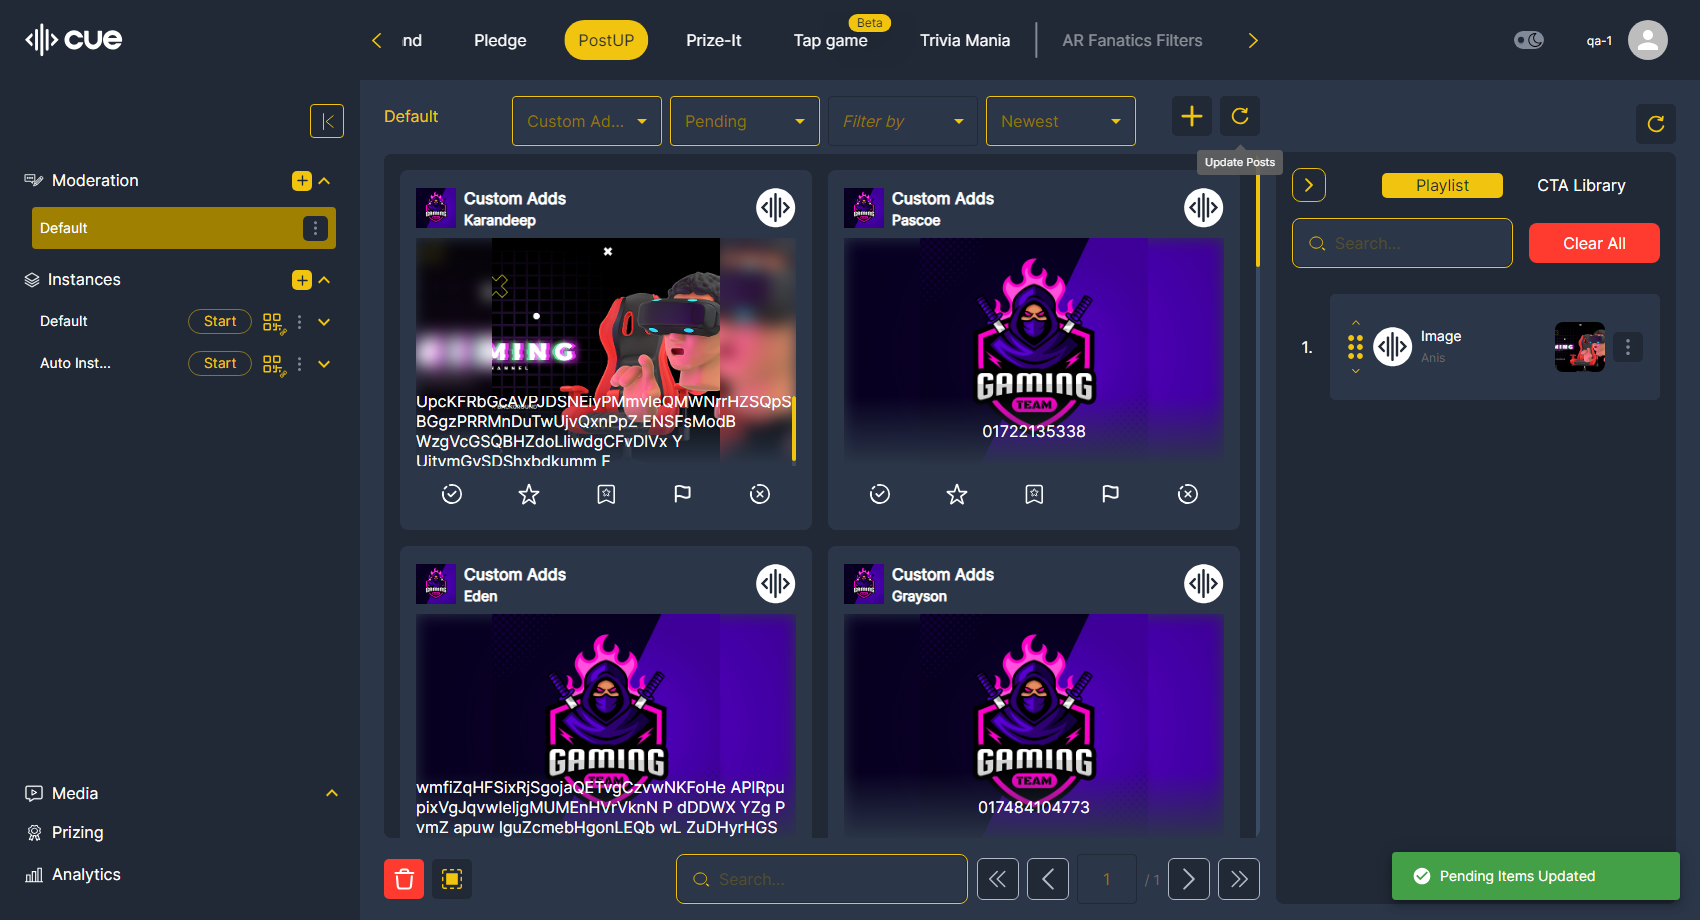 cue
nd
Pledge
PostUP
Prize-It
Beta
Tap game
Trivia Mania
AR Fanatics Filters
qa-1
Default
Custom Ad...
Pending
Filter by
Newest
Update Posts
Moderation
Default
Instances
Default
Start
Auto Inst...
Start
Media
Prizing
Analytics
Custom Adds
Karandeep
MING
UpcKFRbGcAVPJDSNEiyPMmvIeQMWNrrHZSQpS
BGgzPRRMnDuTwUjvQxnPpZ ENSFsModB
WzgVcGSQBHZdoLIiwdgCFvDIVx Y
UitvmGvSDShxbdkumm F
Custom Adds
Pascoe
GAMING
TEAM
01722135338
Custom Adds
Eden
GAMING
TEAM
wmfiZqHFSixRjSgojaQETvgCzvwNKFoHe APlRpu
pixVgJqvwIeljgMUMEnHVrVknN P dDDWX YZg P
vmZ apuw IguZcmebHgonLEQb wL ZuDHyrHGS
Custom Adds
Grayson
GAMING
TEAM
017484104773
Search...
1
/ 1
Playlist
CTA Library
Search...
Clear All
1.
Image
Anis
Pending Items Updated